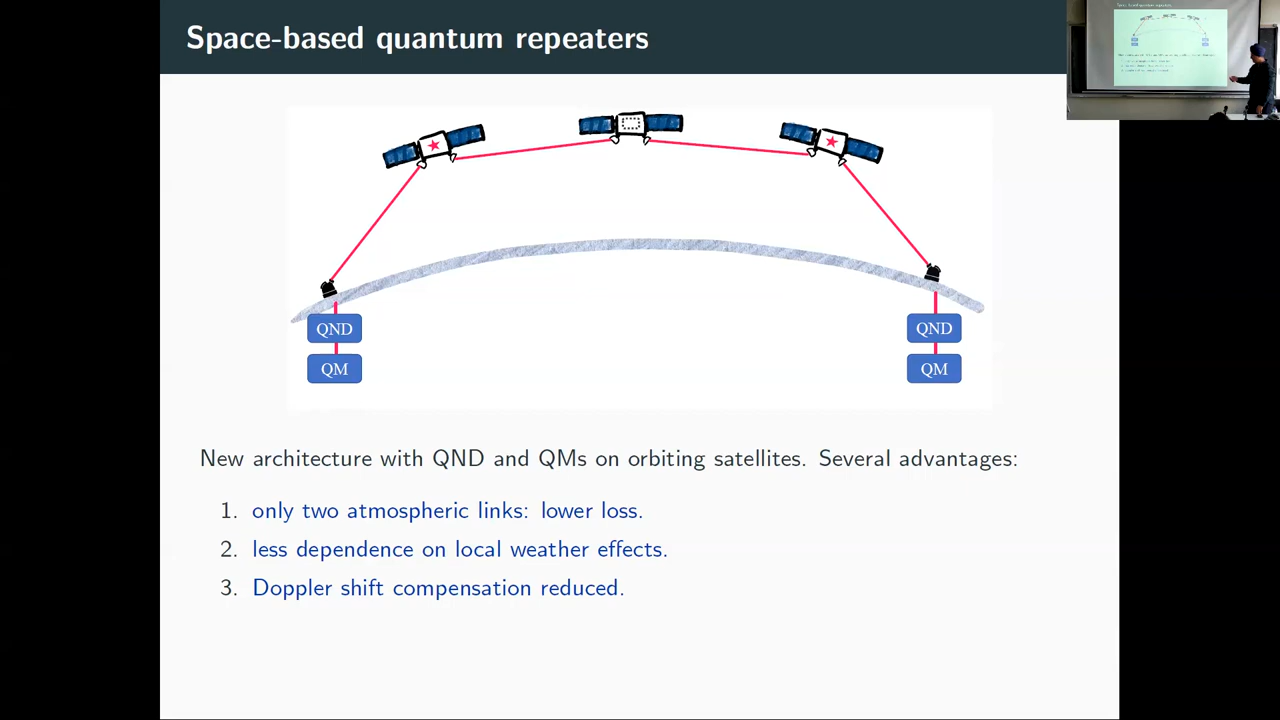 Space-based quantum repeaters
QND
QM
QND
QM
New architecture with QND and QMs on orbiting satellites. Several advantages:
1. only two atmospheric links: lower loss.
2. less dependence on local weather effects.
3. Doppler shift compensation reduced.